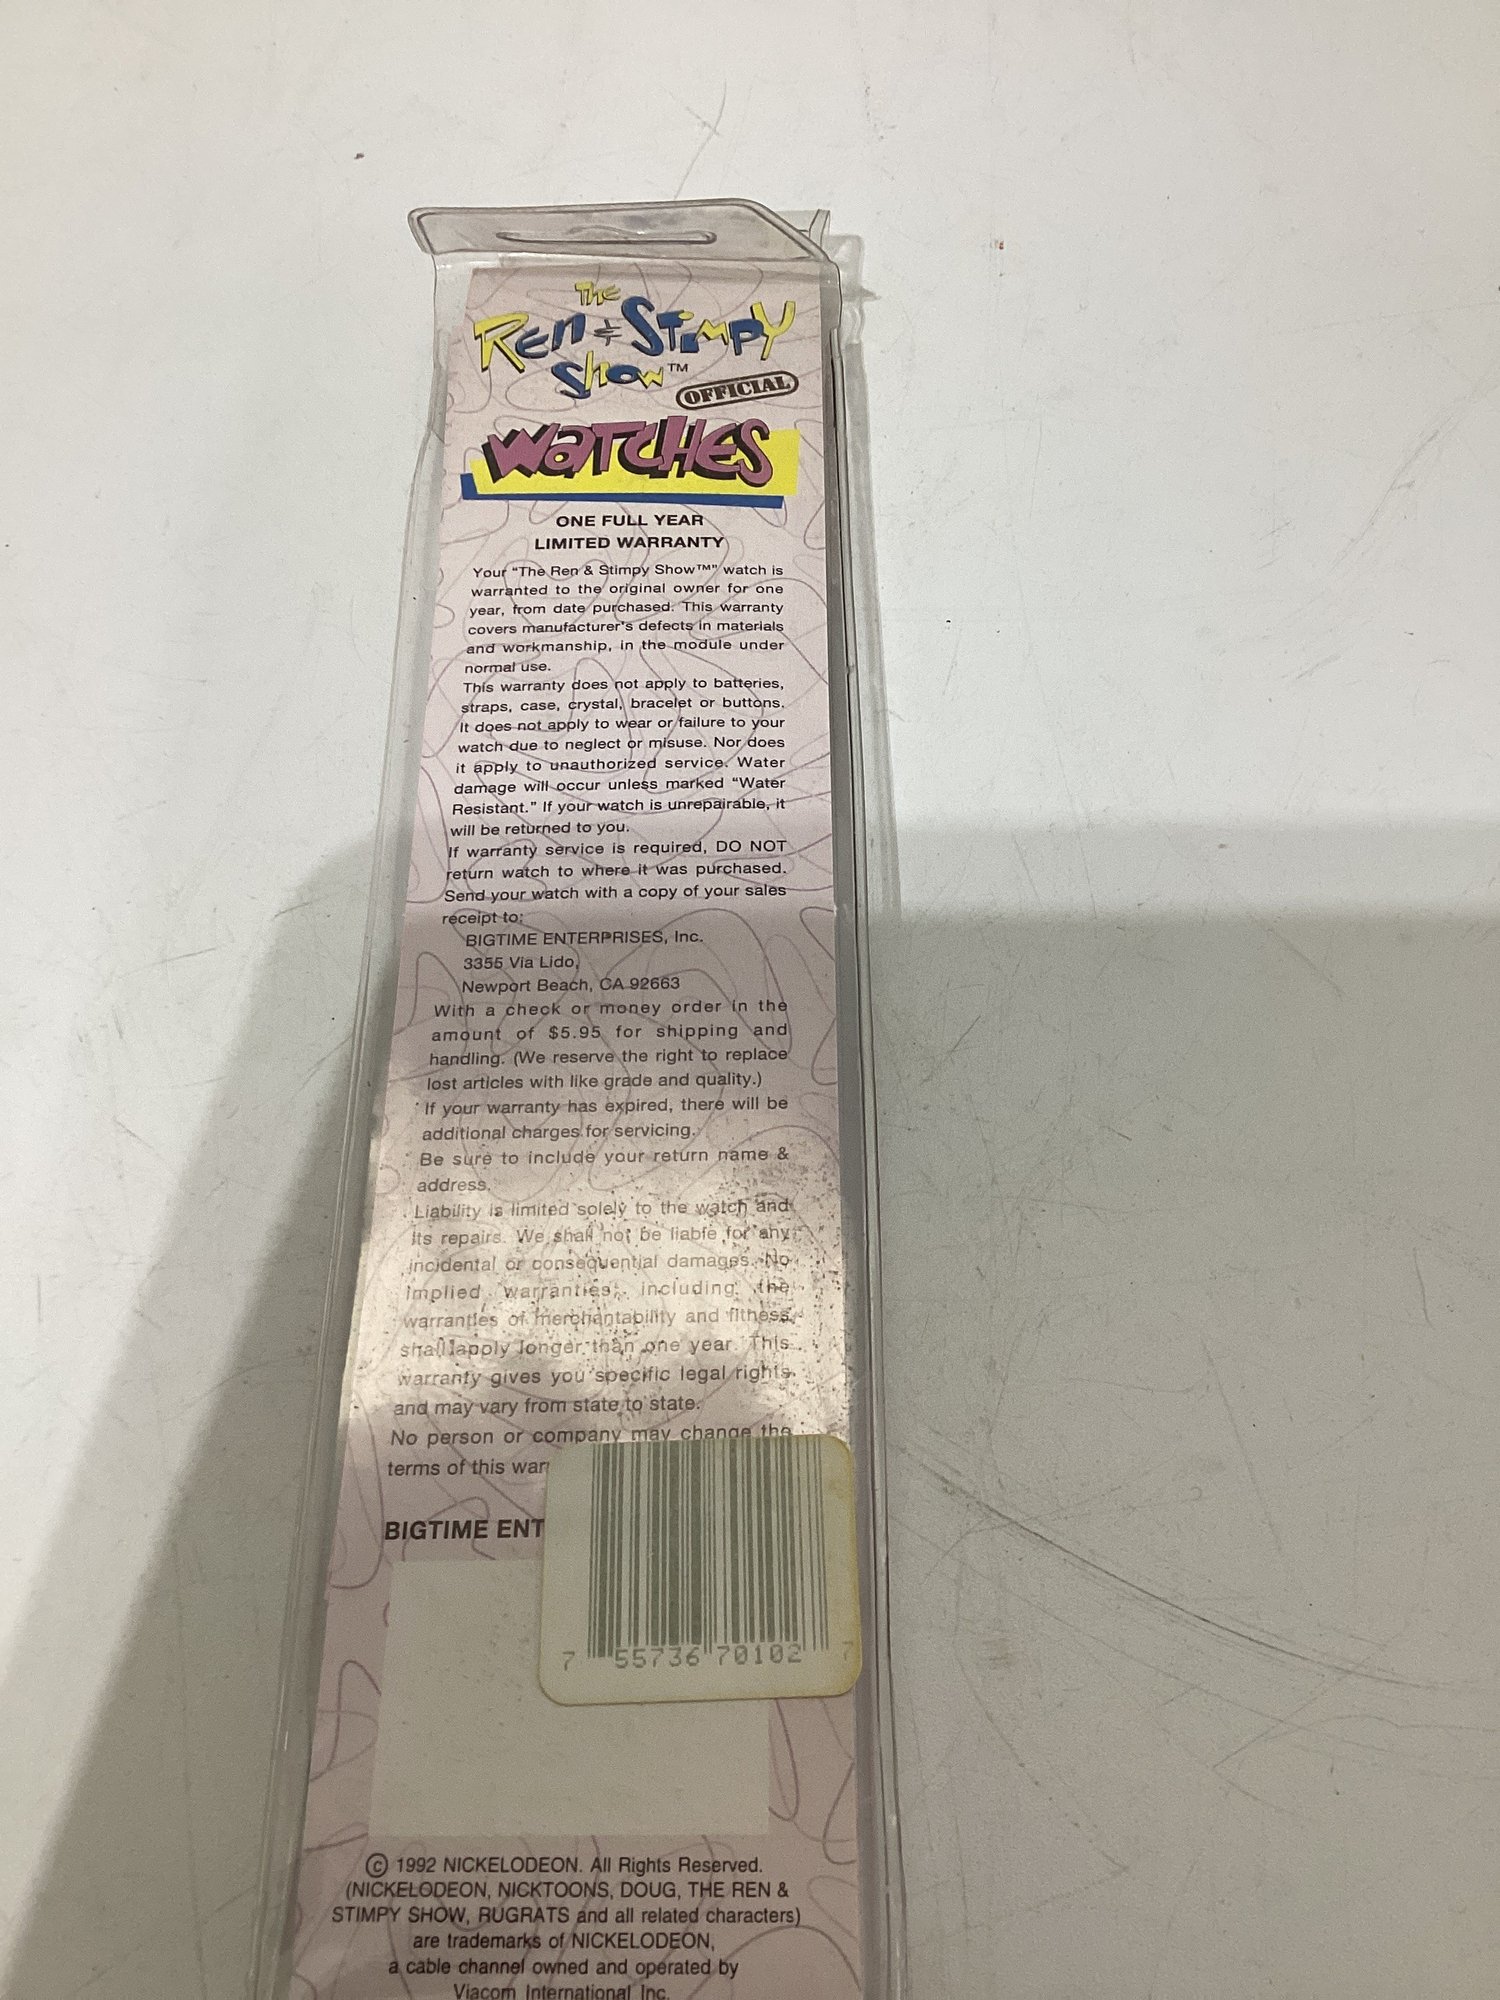 THE
REN & STIMPY
SHOW™
OFFICIAL
WATCHES
ONE FULL YEAR
LIMITED WARRANTY
Your "The Ren & Stimpy Show™" watch is
warranted to the original owner for one
year, from date purchased. This warranty
covers manufacturer's defects in materials
and workmanship, in the module under
normal use.
This warranty does not apply to batteries,
straps, case, crystal, bracelet or buttons.
It does not apply to wear or failure to your
watch due to neglect or misuse. Nor does
it apply to unauthorized service. Water
damage will occur unless marked "Water
Resistant." If your watch is unrepairable, it
will be returned to you.
If warranty service is required, DO NOT
return watch to where it was purchased.
Send your watch with a copy of your sales
receipt to:
BIGTIME ENTERPRISES, Inc.
3355 Via Lido,
Newport Beach, CA 92663
With a check or money order in the
amount of $5.95 for shipping and
handling. (We reserve the right to replace
lost articles with like grade and quality.)
If your warranty has expired, there will be
additional charges for servicing.
Be sure to include your return name &
address.
Liability is limited solely to the watch and
its repairs. We shall not be liable for any
incidental or consequential damages. No
implied warranties, including the
warranties of merchantability and fitness,
shall apply longer than one year. This
warranty gives you specific legal rights
and may vary from state to state.
No person or company may change the
terms of this warr
BIGTIME ENT
7 55736 70102 7
© 1992 NICKELODEON. All Rights Reserved.
(NICKELODEON, NICKTOONS, DOUG, THE REN &
STIMPY SHOW, RUGRATS and all related characters)
are trademarks of NICKELODEON,
a cable channel owned and operated by
Viacom International Inc.